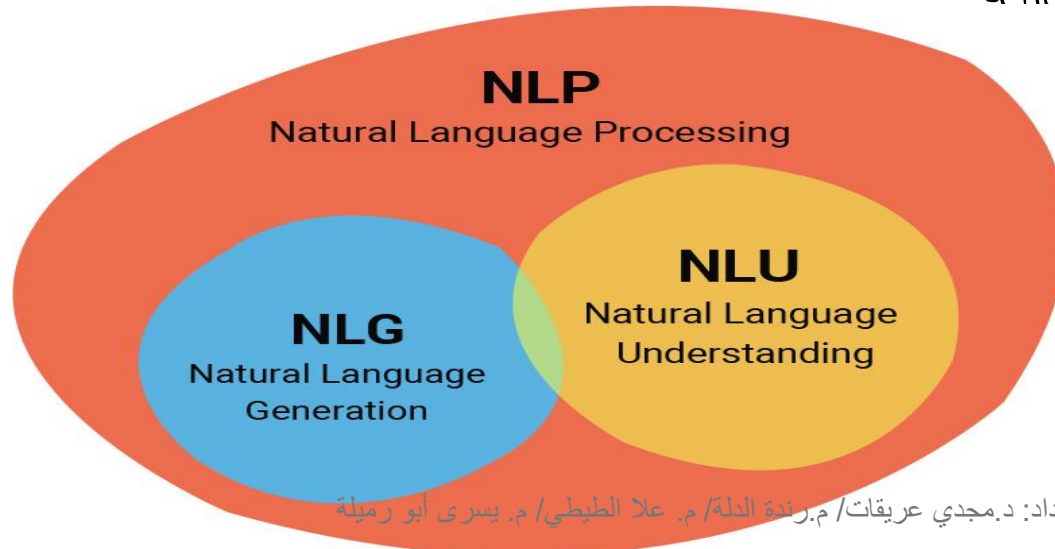 NLP
Natural Language Processing
NLU
Natural Language
Understanding
NLG
Natural Language
Generation
د.مجدي عريقات/ م.رندة الدلة/ م. علا الطيطي/ م. يسرى أبو رميلة